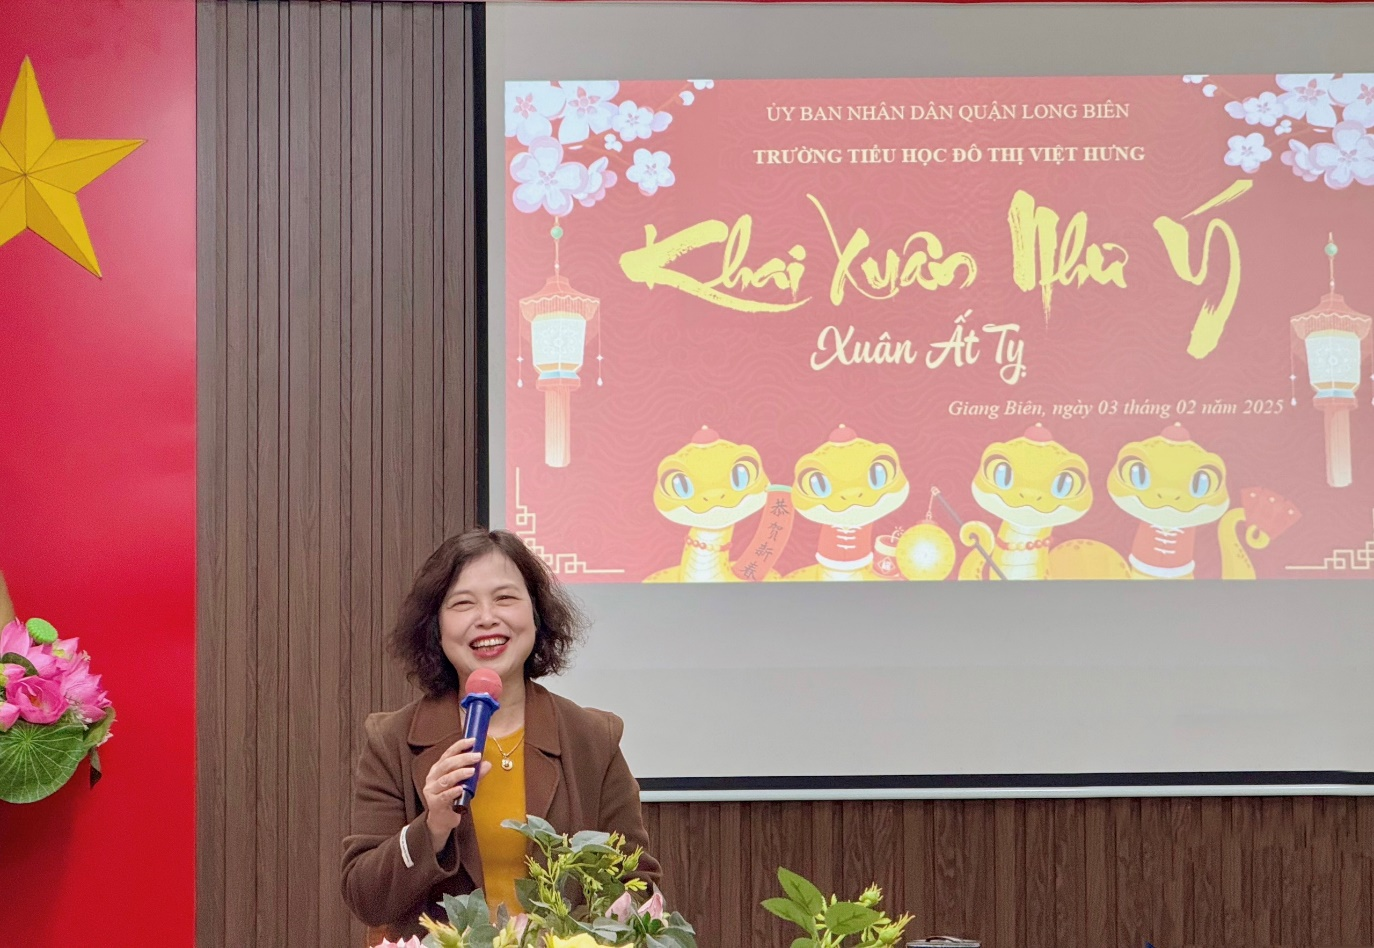 ỦY BAN NHÂN DÂN QUẬN LONG BIÊN
TRƯỜNG TIỂU HỌC ĐÔ THỊ VIỆT HƯNG
Khai Xuân Như Ý
Xuân Ất Tỵ
Giang Biên, ngày 03 tháng 02 năm 2025
恭贺新春